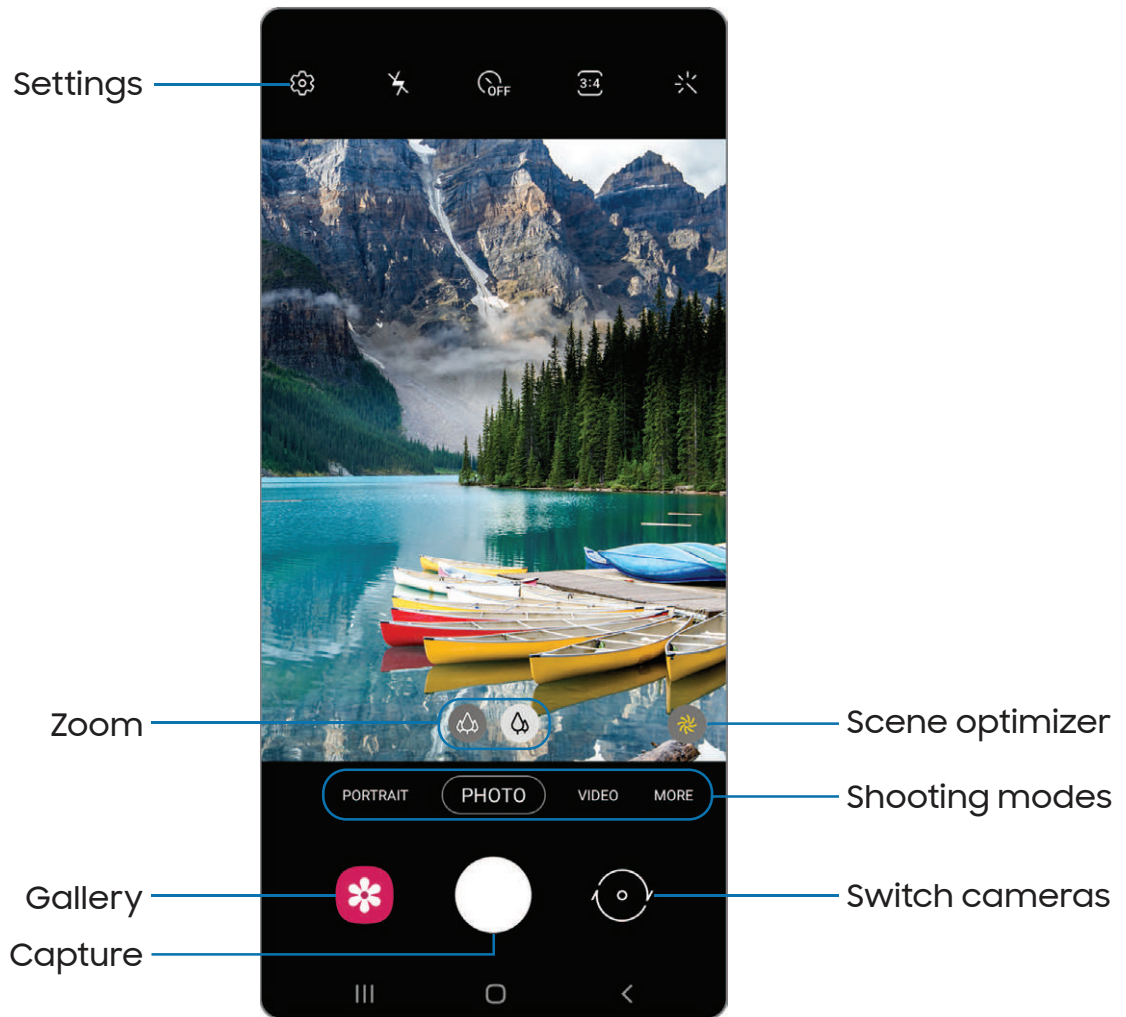 Settings
OFF
3:4
Zoom
Scene optimizer
PORTRAIT PHOTO VIDEO MORE
Shooting modes
Gallery
Switch cameras
Capture